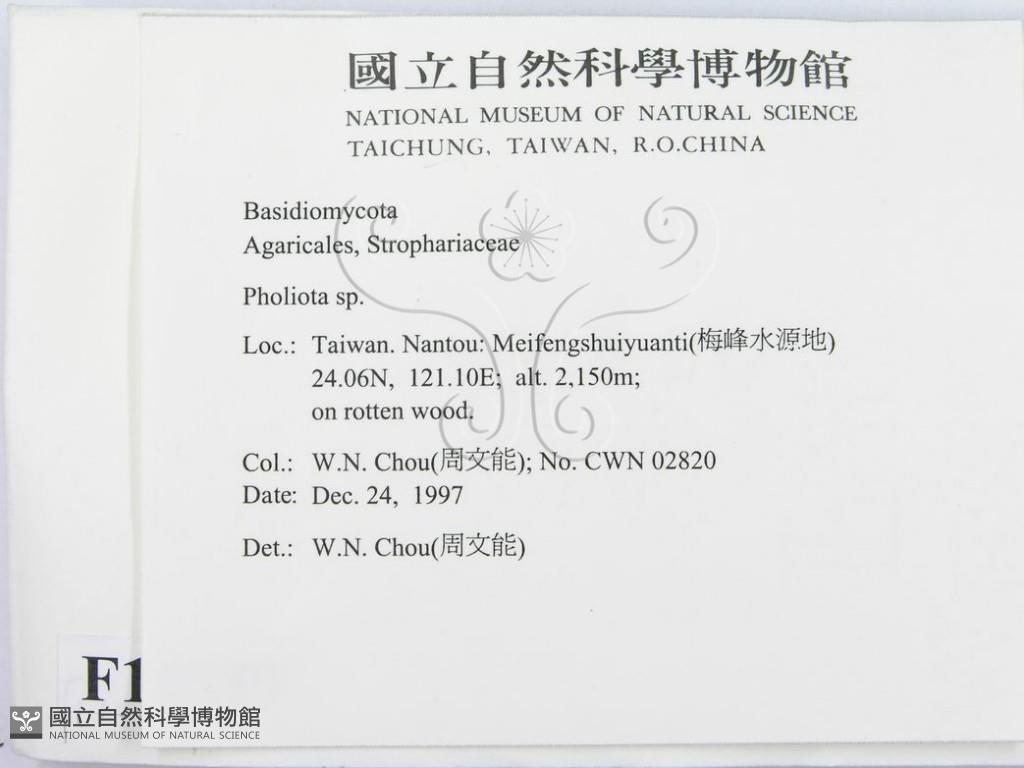 國立自然科學博物館
NATIONAL MUSEUM OF NATURAL SCIENCE
TAICHUNG, TAIWAN, R.O.CHINA
Basidiomycota
Agaricales, Strophariaceae
Pholiota sp.
Loc.: Taiwan. Nantou: Meifengshuiyuanti(梅峰水源地)
24.06N, 121.10E; alt. 2,150m;
on rotten wood.
Col.: W.N. Chou(周文能); No. CWN 02820
Date: Dec. 24, 1997
Det.: W.N. Chou(周文能)
F1
國立自然科學博物館
NATIONAL MUSEUM OF NATURAL SCIENCE